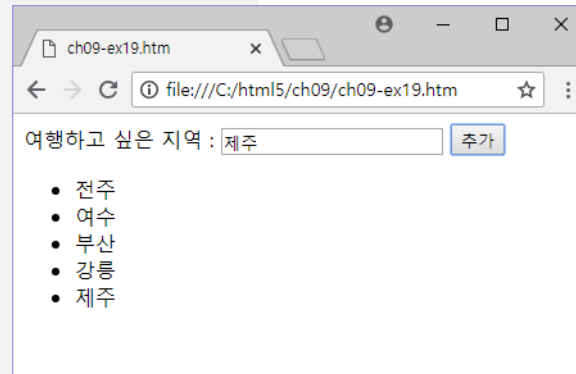 ch09-ex19.htm
file:///C:/html5/ch09/ch09-ex19.htm
여행하고 싶은 지역 : 제주 추가
전주
여수
부산
강릉
제주